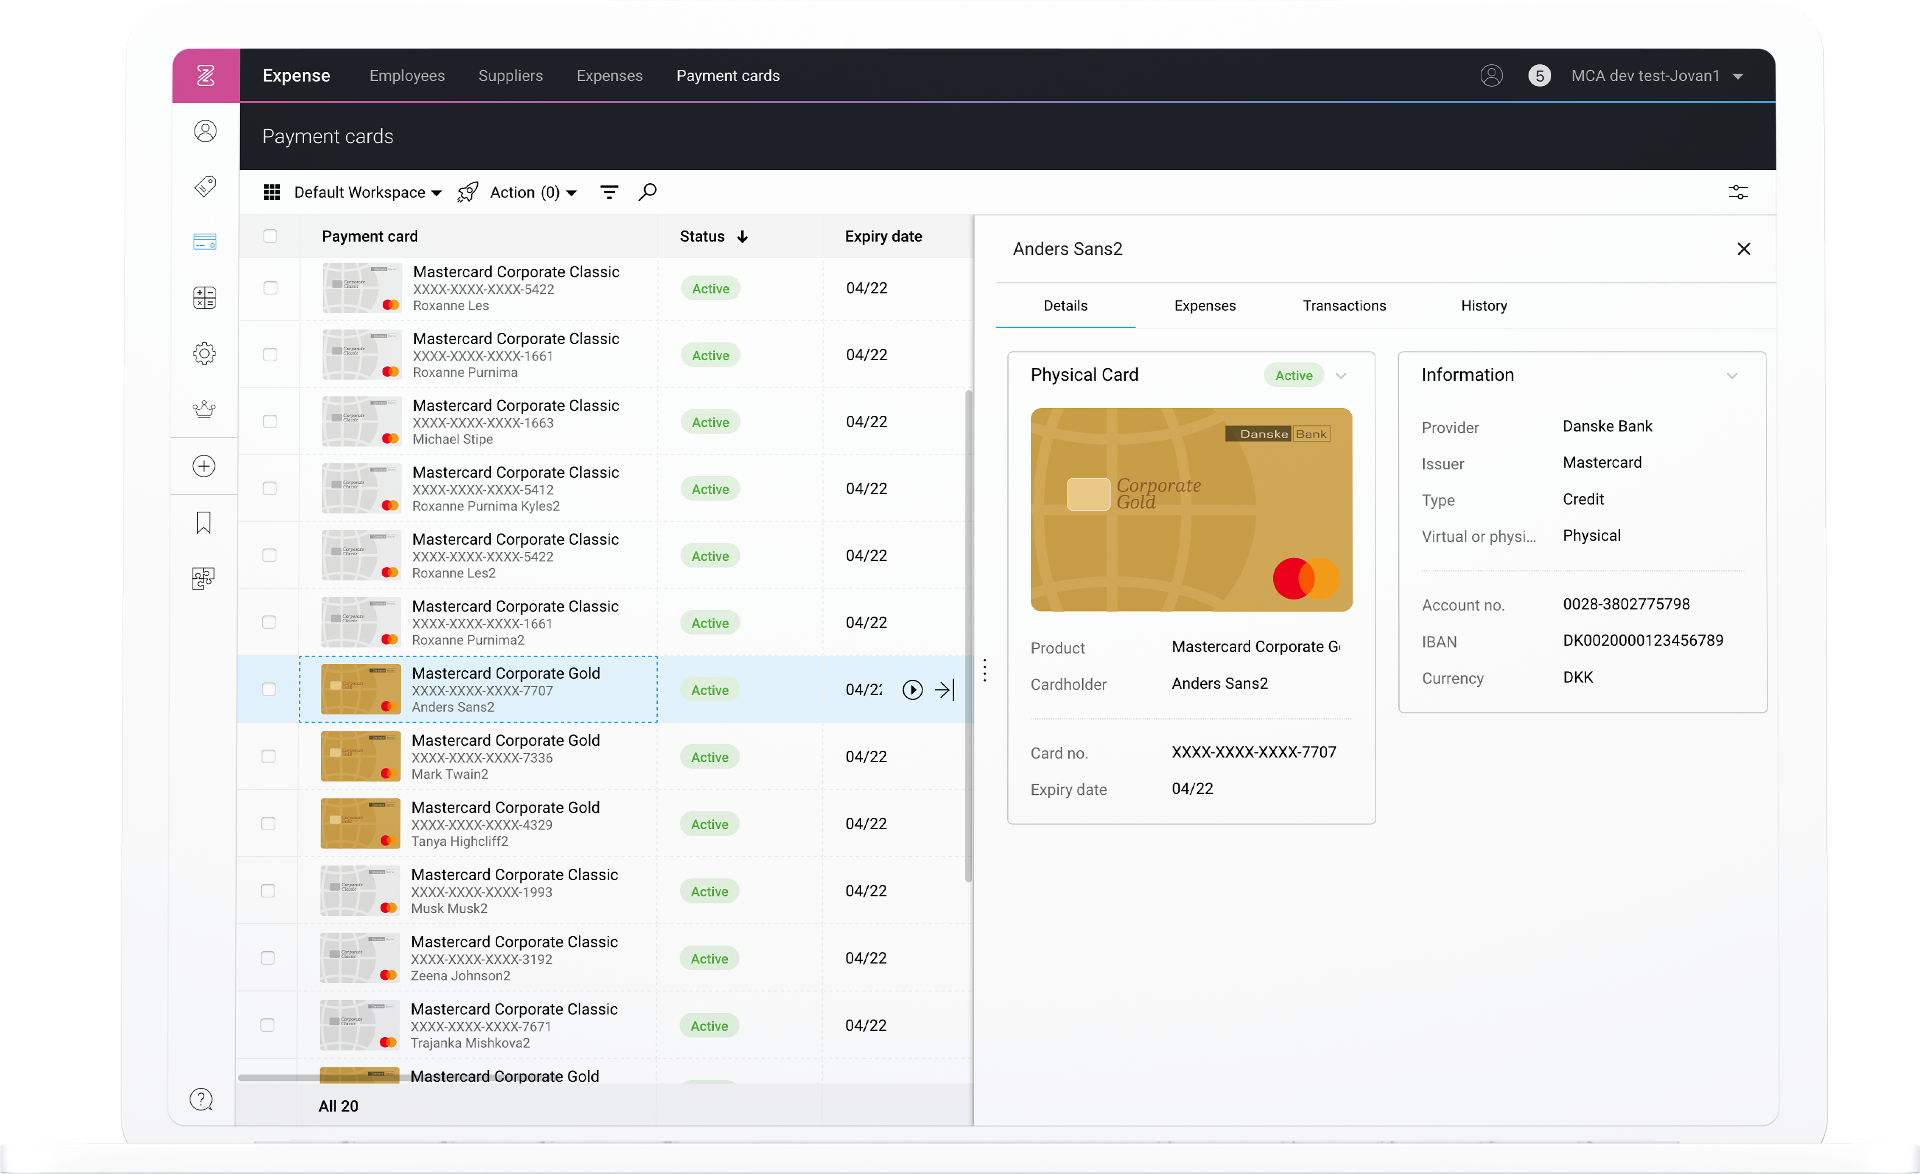 Expense Employees Suppliers Expenses Payment cards 5 MCA dev test-Jovan1
Payment cards
Default Workspace Action (0)
Payment card Status Expiry date
Mastercard Corporate Classic
XXXX-XXXX-XXXX-5422 Active 04/22
Roxanne Les
Mastercard Corporate Classic
XXXX-XXXX-XXXX-1661 Active 04/22
Roxanne Purnima
Mastercard Corporate Classic
XXXX-XXXX-XXXX-1663 Active 04/22
Michael Stipe
Mastercard Corporate Classic
XXXX-XXXX-XXXX-5412 Active 04/22
Roxanne Purnima Kyles2
Mastercard Corporate Classic
XXXX-XXXX-XXXX-5422 Active 04/22
Roxanne Les2
Mastercard Corporate Classic
XXXX-XXXX-XXXX-1661 Active 04/22
Roxanne Purnima2
Mastercard Corporate Gold
XXXX-XXXX-XXXX-7707 Active 04/22
Anders Sans2
Mastercard Corporate Gold
XXXX-XXXX-XXXX-7336 Active 04/22
Mark Twain2
Mastercard Corporate Gold
XXXX-XXXX-XXXX-4329 Active 04/22
Tanya Highcliff2
Mastercard Corporate Classic
XXXX-XXXX-XXXX-1993 Active 04/22
Musk Musk2
Mastercard Corporate Classic
XXXX-XXXX-XXXX-3192 Active 04/22
Zeena Johnson2
Mastercard Corporate Classic
XXXX-XXXX-XXXX-7671 Active 04/22
Trajanka Mishkova2
Mastercard Corporate Gold
All 20
Anders Sans2
Details Expenses Transactions History
Physical Card Active
Danske Bank
Corporate
Gold
Product Mastercard Corporate G
Cardholder Anders Sans2
Card no. XXXX-XXXX-XXXX-7707
Expiry date 04/22
Information
Provider Danske Bank
Issuer Mastercard
Type Credit
Virtual or physi... Physical
Account no. 0028-3802775798
IBAN DK0020000123456789
Currency DKK